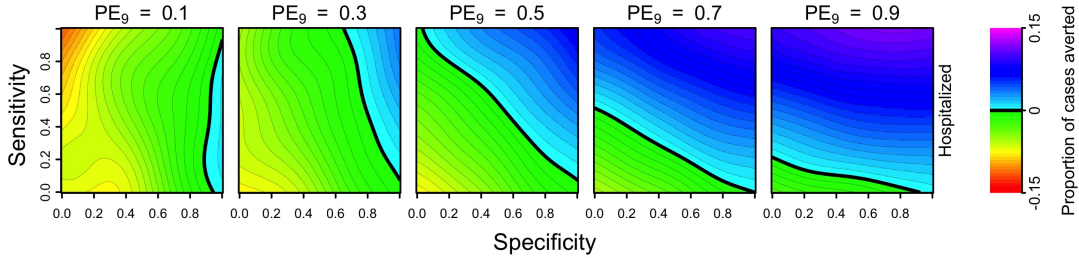 PE9 = 0.1
PE9 = 0.3
PE9 = 0.5
PE9 = 0.7
PE9 = 0.9
Sensitivity
0.0 0.2 0.4 0.6 0.8
0.0 0.2 0.4 0.6 0.8
0.0 0.2 0.4 0.6 0.8
0.0 0.2 0.4 0.6 0.8
0.0 0.2 0.4 0.6 0.8
0.0 0.2 0.4 0.6 0.8
Specificity
Hospitalized
-0.15 0 0.15
Proportion of cases averted